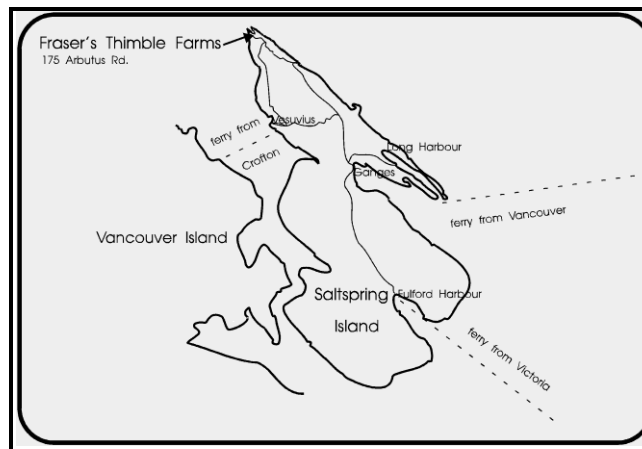 Fraser's Thimble Farms
175 Arbutus Rd.
Vesuvius
ferry from
Crofton
Long Harbour
Ganges
ferry from Vancouver
Vancouver Island
Saltspring
Island
Fulford Harbour
ferry from Victoria